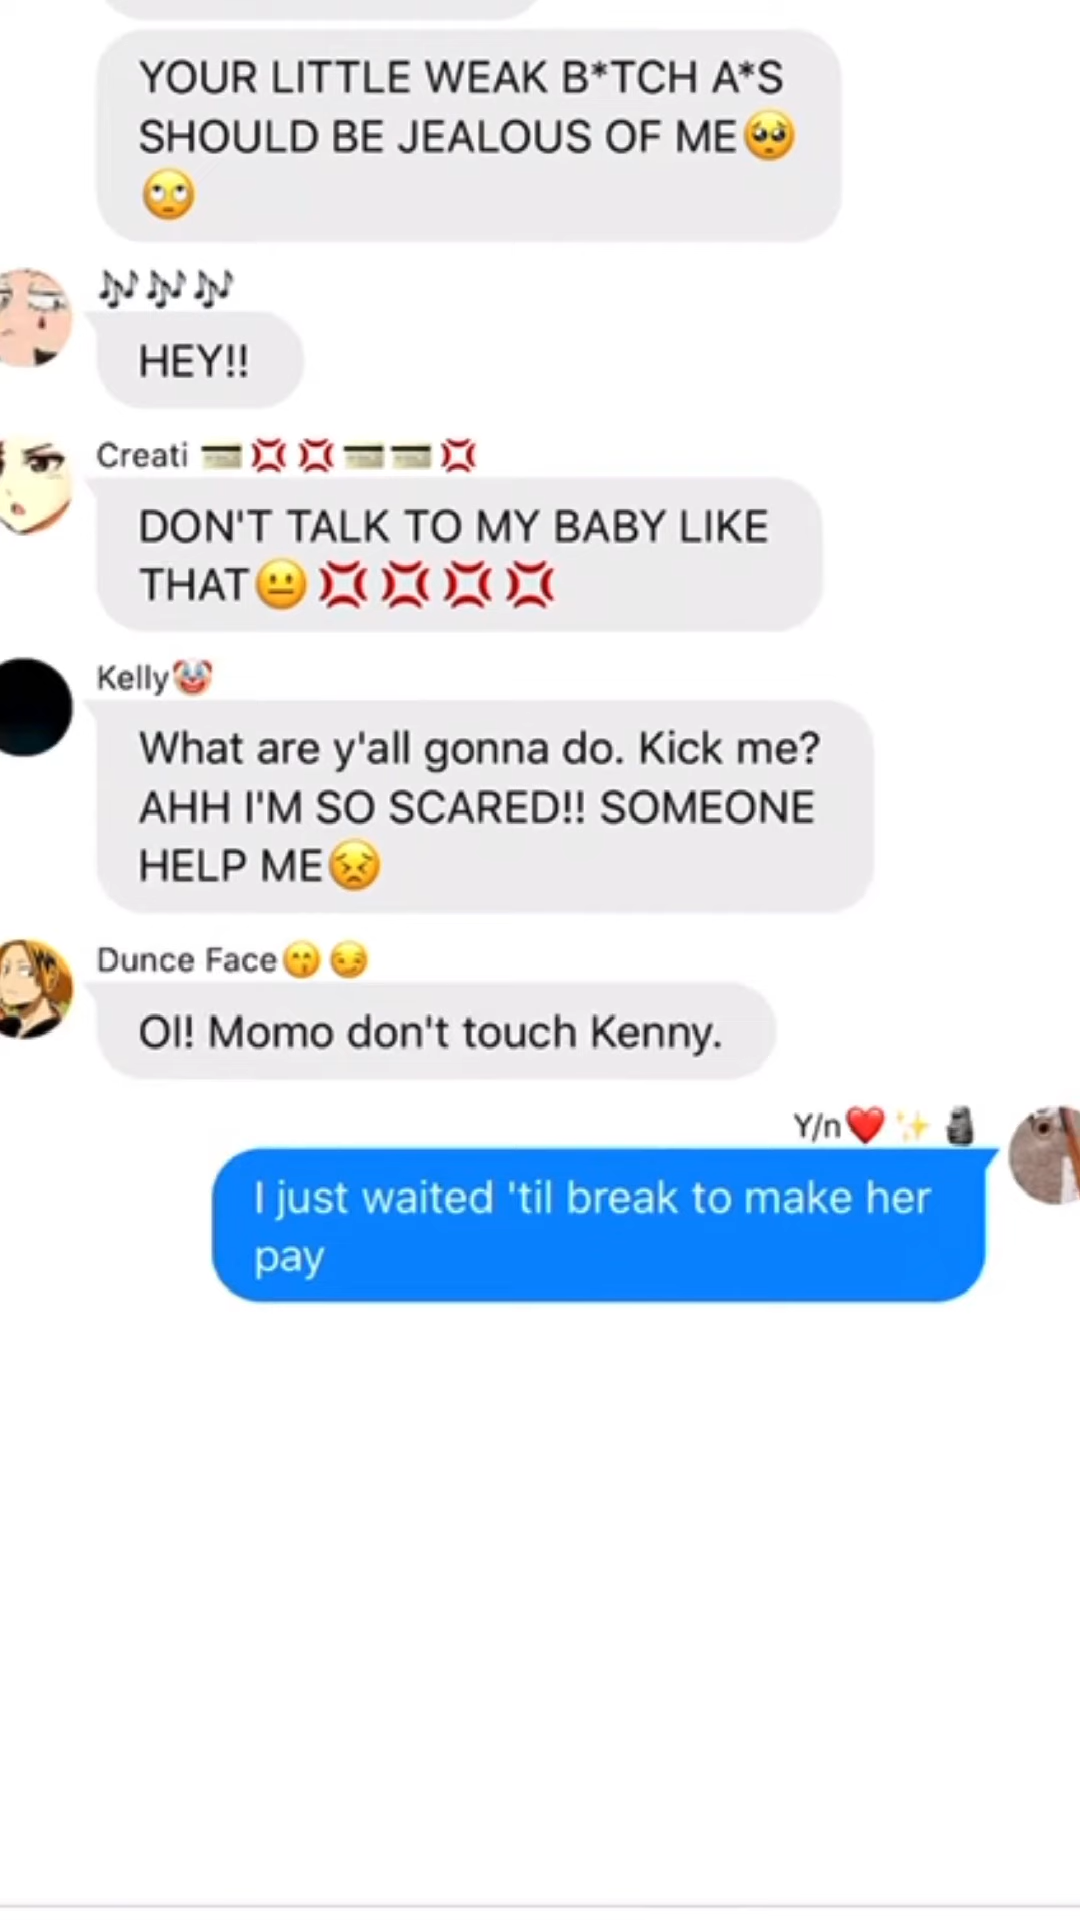 YOUR LITTLE WEAK B*TCH A*S
SHOULD BE JEALOUS OF ME🥺
🙄
🎶🎶🎶
HEY!!
Creati 💳💢💢💳💳💢
DON'T TALK TO MY BABY LIKE
THAT😐💢💢💢💢
Kelly🤡
What are y'all gonna do. Kick me?
AHH I'M SO SCARED!! SOMEONE
HELP ME😣
Dunce Face😙😏
OI! Momo don't touch Kenny.
Y/n❤️✨🗿
I just waited 'til break to make her
pay